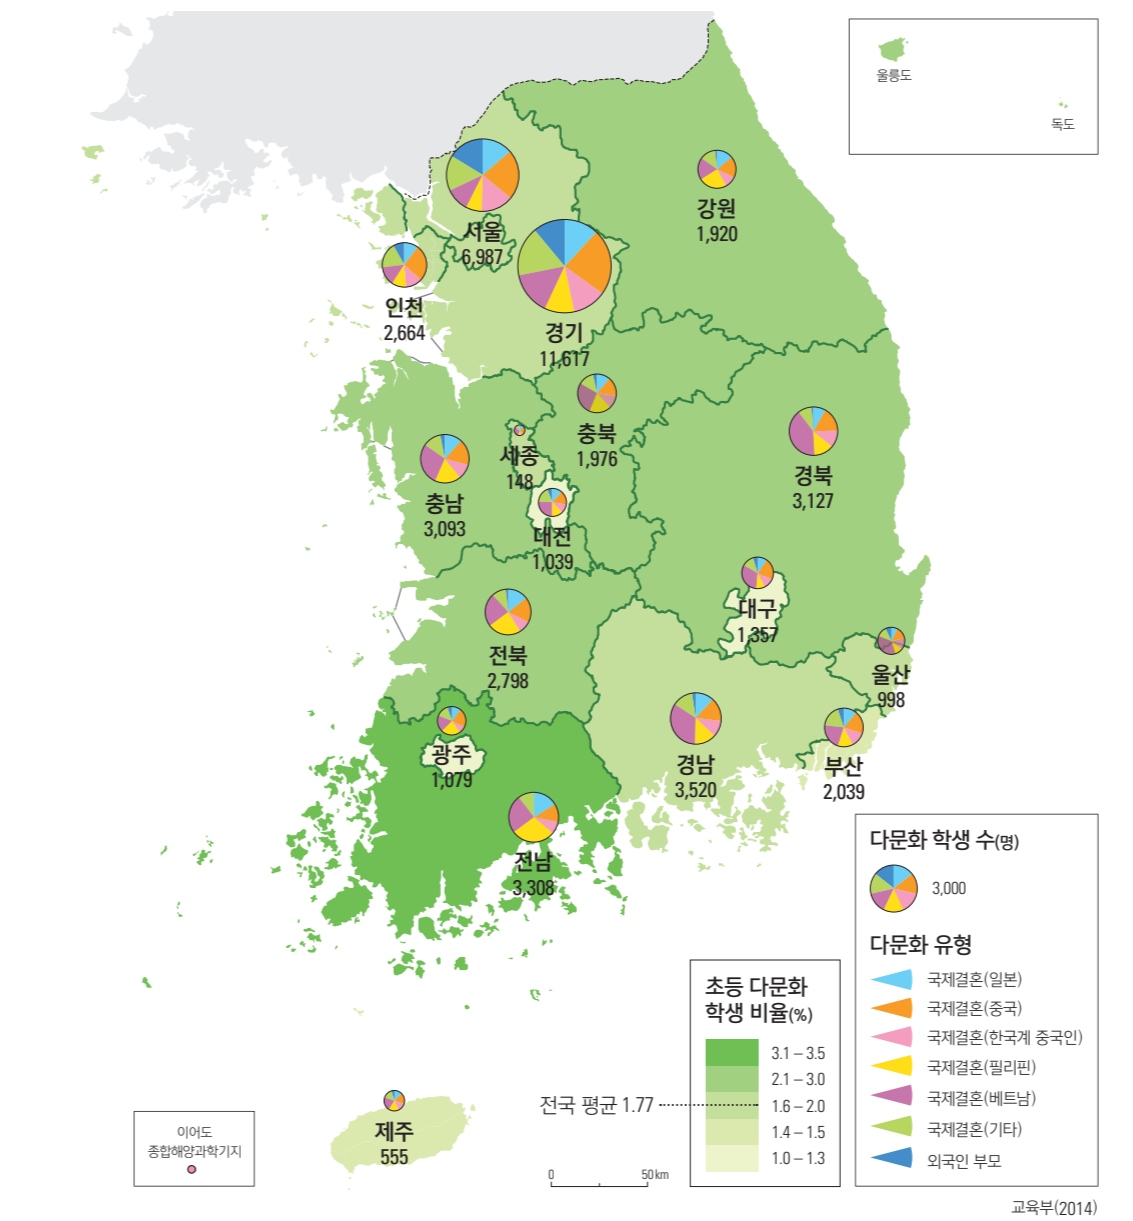 울릉도
독도
강원
1,920
서울
6,987
인천
2,664
경기
11,617
충북
1,976
세종
148
충남
3,093
대전
1,039
경북
3,127
대구
1,357
전북
2,798
울산
998
경남
3,520
부산
2,039
광주
1,079
전남
3,308
제주
555
이어도
종합해양과학기지
다문화 학생 수(명)
3,000
다문화 유형
국제결혼(일본)
국제결혼(중국)
국제결혼(한국계 중국인)
국제결혼(필리핀)
국제결혼(베트남)
국제결혼(기타)
외국인 부모
초등 다문화
학생 비율(%)
3.1 – 3.5
2.1 – 3.0
1.6 – 2.0
1.4 – 1.5
1.0 – 1.3
전국 평균 1.77
0 50 km
교육부(2014)